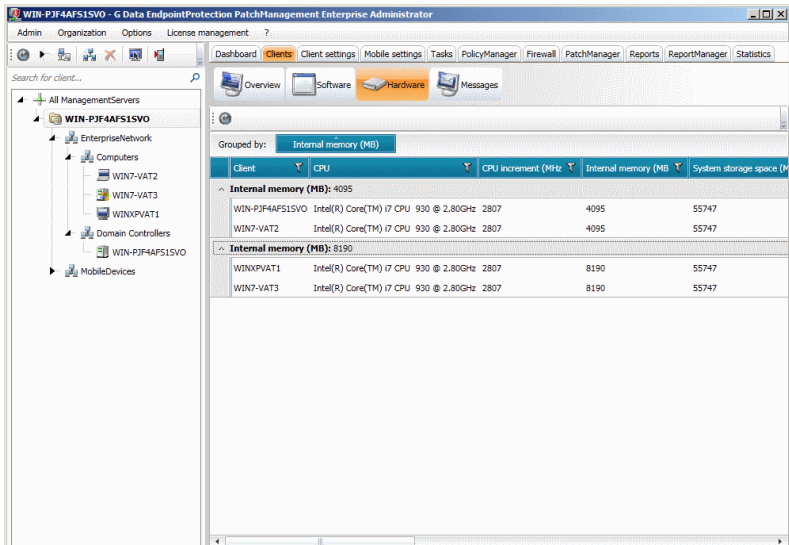 WIN-PJF4AFS1SVO - G Data EndpointProtection PatchManagement Enterprise Administrator
Admin Organization Options License management ?
Dashboard Clients Client settings Mobile settings Tasks PolicyManager Firewall PatchManager Reports ReportManager Statistics
Search for client...
Overview Software Hardware Messages
All ManagementServers
WIN-PJF4AFS1SVO
EnterpriseNetwork
Computers
WIN7-VAT2
WIN7-VAT3
WINXPVAT1
Domain Controllers
WIN-PJF4AFS1SVO
MobileDevices
Grouped by: Internal memory (MB)
Client CPU CPU increment (MHz Internal memory (MB System storage space (M
Internal memory (MB): 4095
WIN-PJF4AFS1SVO Intel(R) Core(TM) i7 CPU 930 @ 2.80GHz 2807 4095 55747
WIN7-VAT2 Intel(R) Core(TM) i7 CPU 930 @ 2.80GHz 2807 4095 55747
Internal memory (MB): 8190
WINXPVAT1 Intel(R) Core(TM) i7 CPU 930 @ 2.80GHz 2807 8190 55747
WIN7-VAT3 Intel(R) Core(TM) i7 CPU 930 @ 2.80GHz 2807 8190 55747